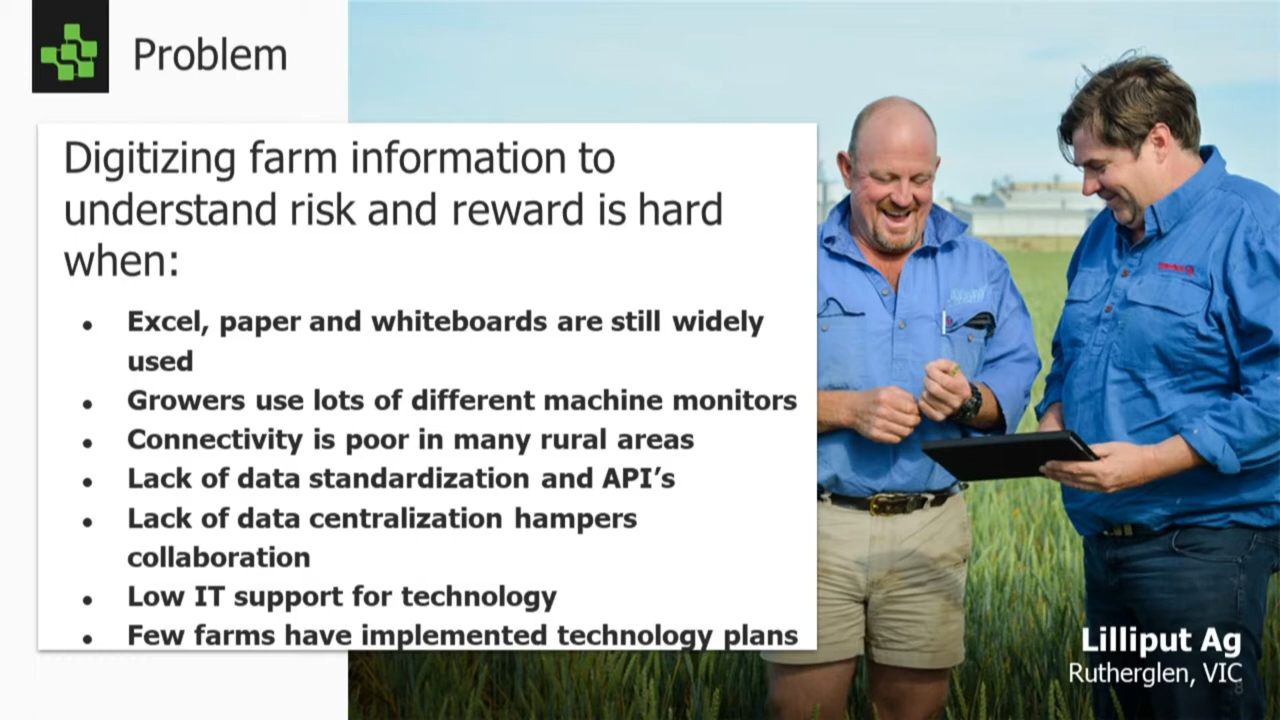 Problem
Digitizing farm information to
understand risk and reward is hard
when:
• Excel, paper and whiteboards are still widely
used
• Growers use lots of different machine monitors
• Connectivity is poor in many rural areas
• Lack of data standardization and API’s
• Lack of data centralization hampers
collaboration
• Low IT support for technology
• Few farms have implemented technology plans
Lilliput Ag
Rutherglen, VIC